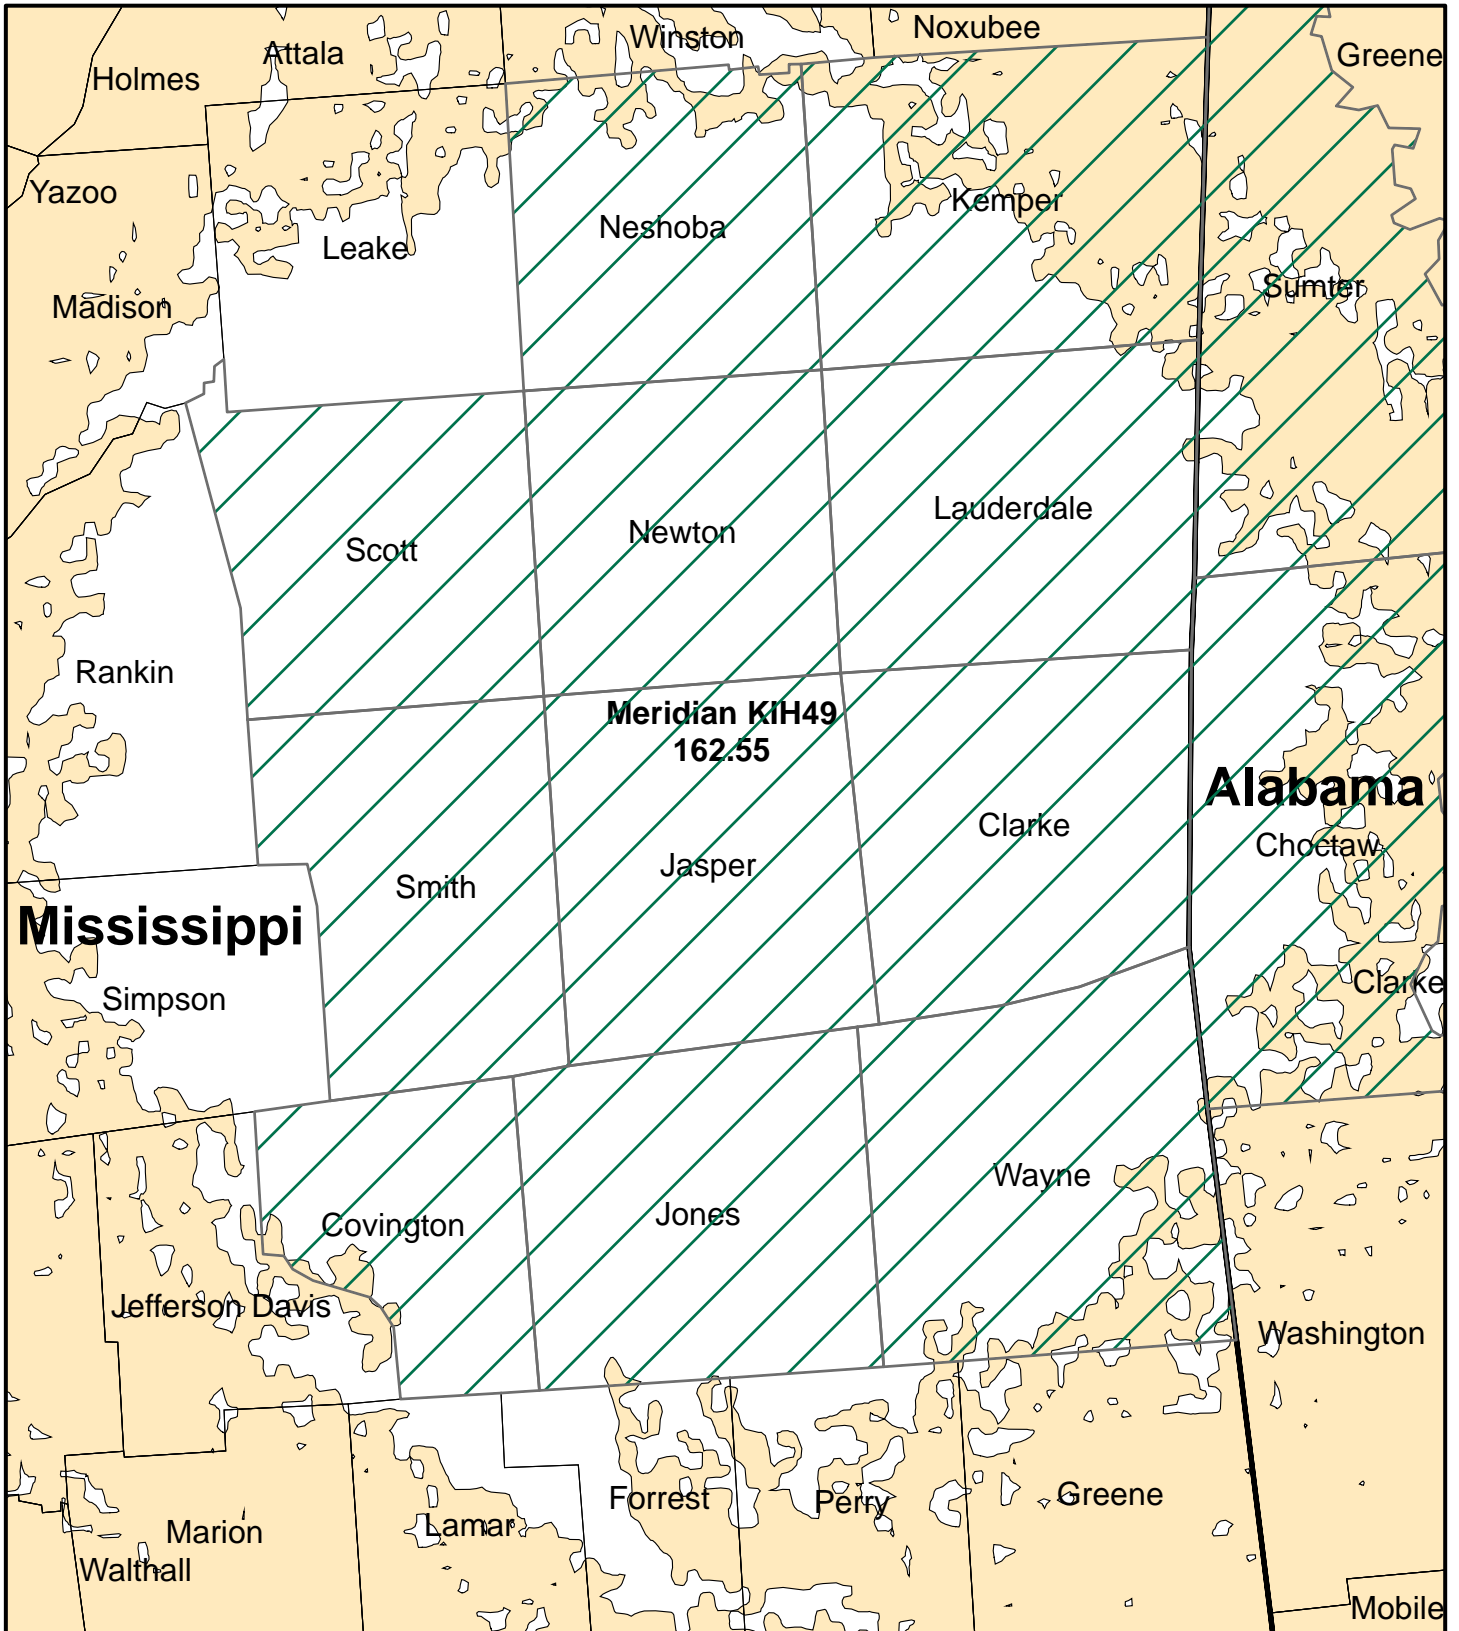 Noxubee
Winston
Attala
Greene
Holmes
Yazoo
Kemper
Neshoba
Leake
Sumter
Madison
Lauderdale
Newton
Scott
Rankin
Meridian KIH49
162.55
Alabama
Clarke
Choctaw
Jasper
Smith
Mississippi
Clarke
Simpson
Wayne
Jones
Covington
Jefferson Davis
Washington
Greene
Forrest
Perry
Lamar
Marion
Walthall
Mobile